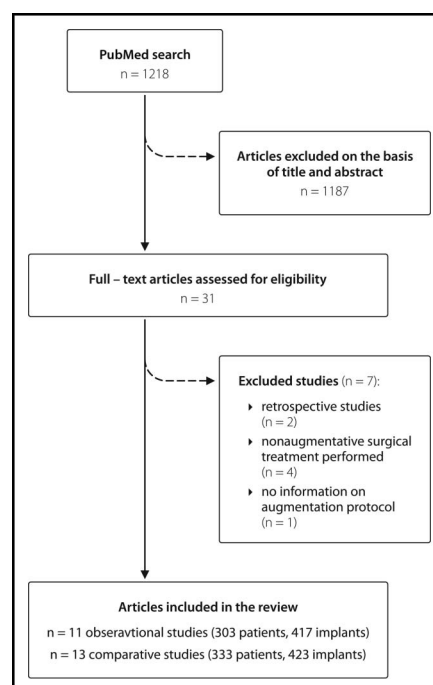 PubMed search
n = 1218
Articles excluded on the basis
of title and abstract
n = 1187
Full – text articles assessed for eligibility
n = 31
Excluded studies (n = 7):
‣ retrospective studies
(n = 2)
‣ nonaugmentative surgical
treatment performed
(n = 4)
‣ no information on
augmentation protocol
(n = 1)
Articles included in the review
n = 11 obseravtional studies (303 patients, 417 implants)
n = 13 comparative studies (333 patients, 423 implants)